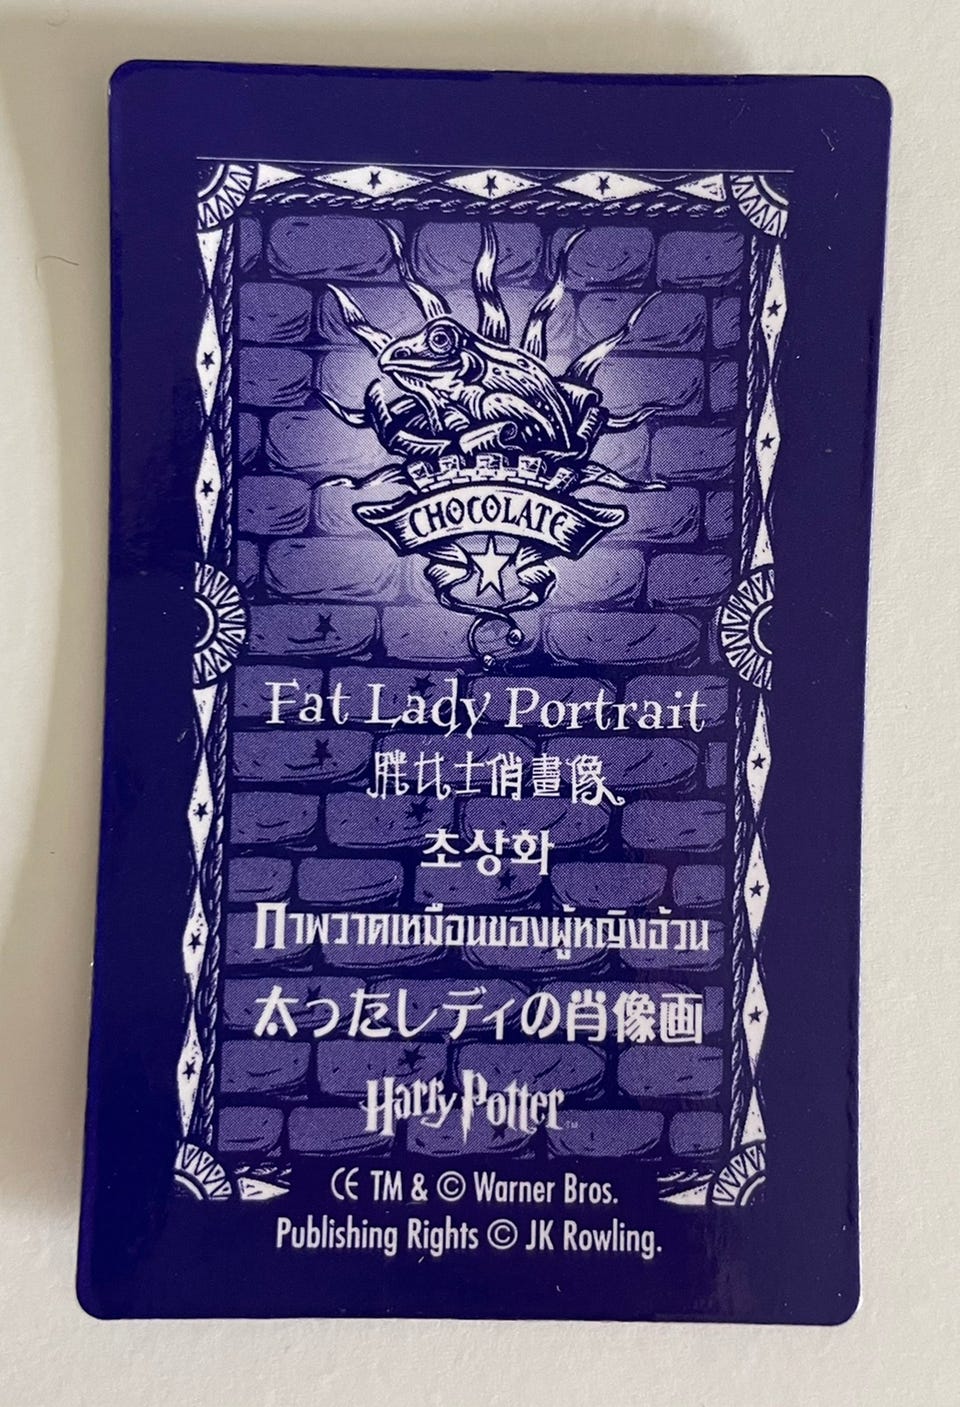 CHOCOLATE
Fat Lady Portrait
胖女士俏畫像
초상화
ภาพวาดเหมือนของผู้หญิงอ้วน
太ったレディの肖像画
Harry Potter™
CE TM & © Warner Bros.
Publishing Rights © JK Rowling.